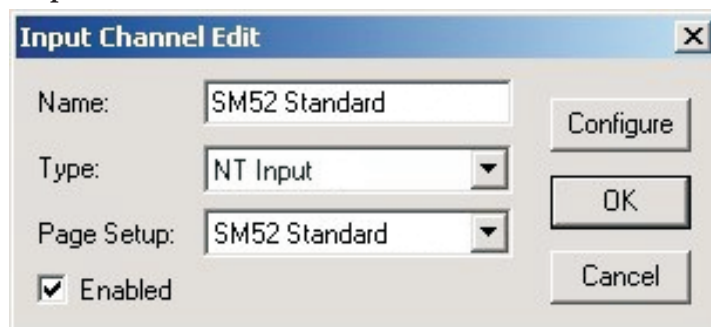 Input Channel Edit
Name: SM52 Standard
Configure
Type: NT Input
OK
Page Setup: SM52 Standard
Enabled
Cancel